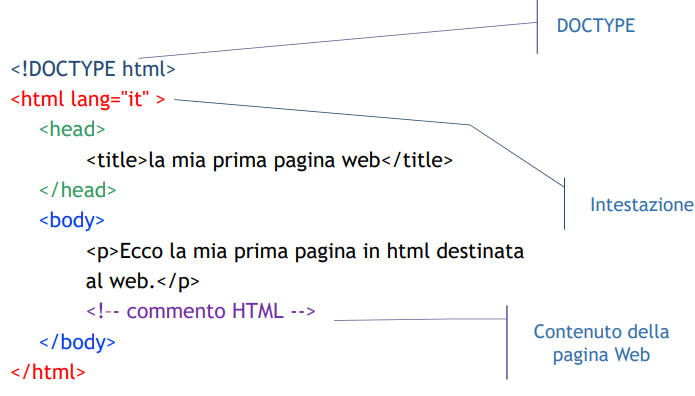 DOCTYPE
<!DOCTYPE html>
<html lang="it" >
<head>
<title>la mia prima pagina web</title>
</head>
Intestazione
<body>
<p>Ecco la mia prima pagina in html destinata
al web.</p>
<!-- commento HTML -->
Contenuto della
pagina Web
</body>
</html>